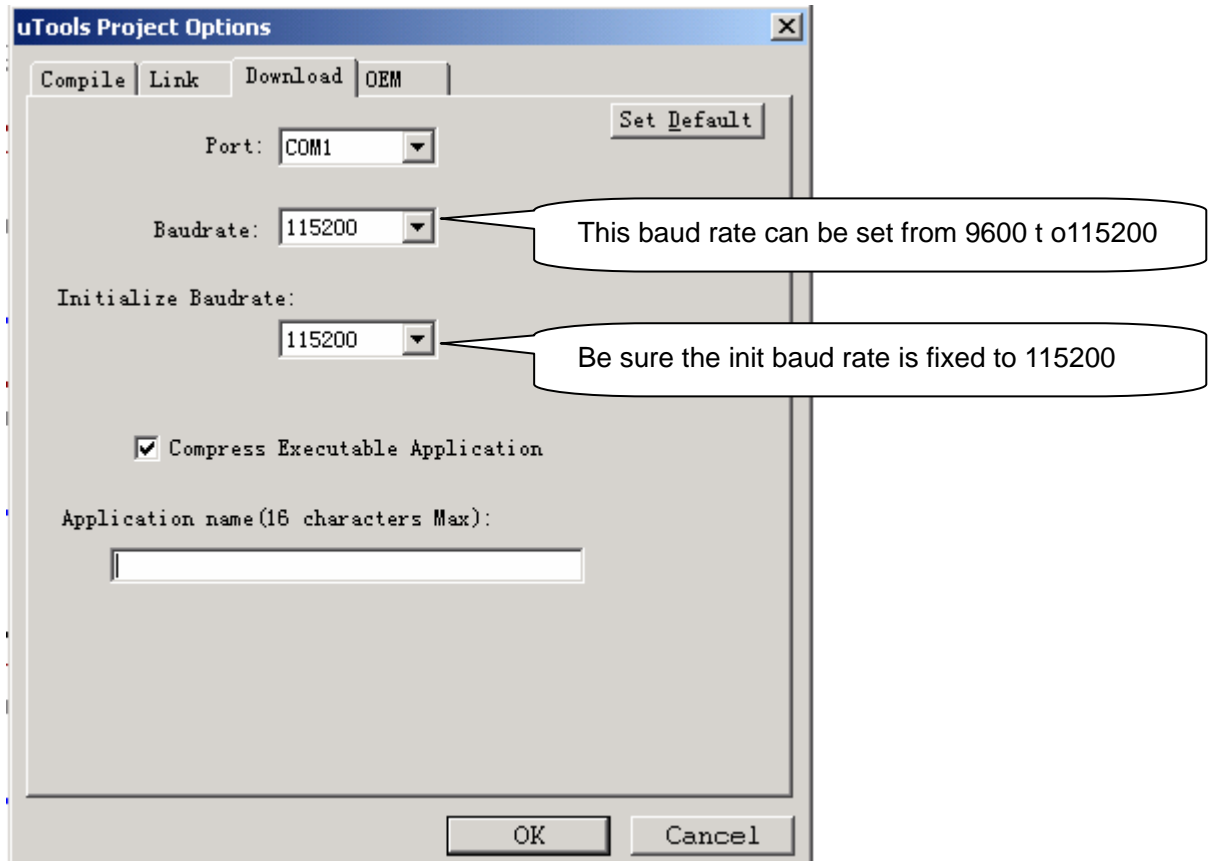 uTools Project Options
Compile Link Download OEM
Set Default
Port: COM1
Baudrate: 115200
This baud rate can be set from 9600 t o115200
Initialize Baudrate:
115200
Be sure the init baud rate is fixed to 115200
Compress Executable Application
Application name(16 characters Max):
OK Cancel